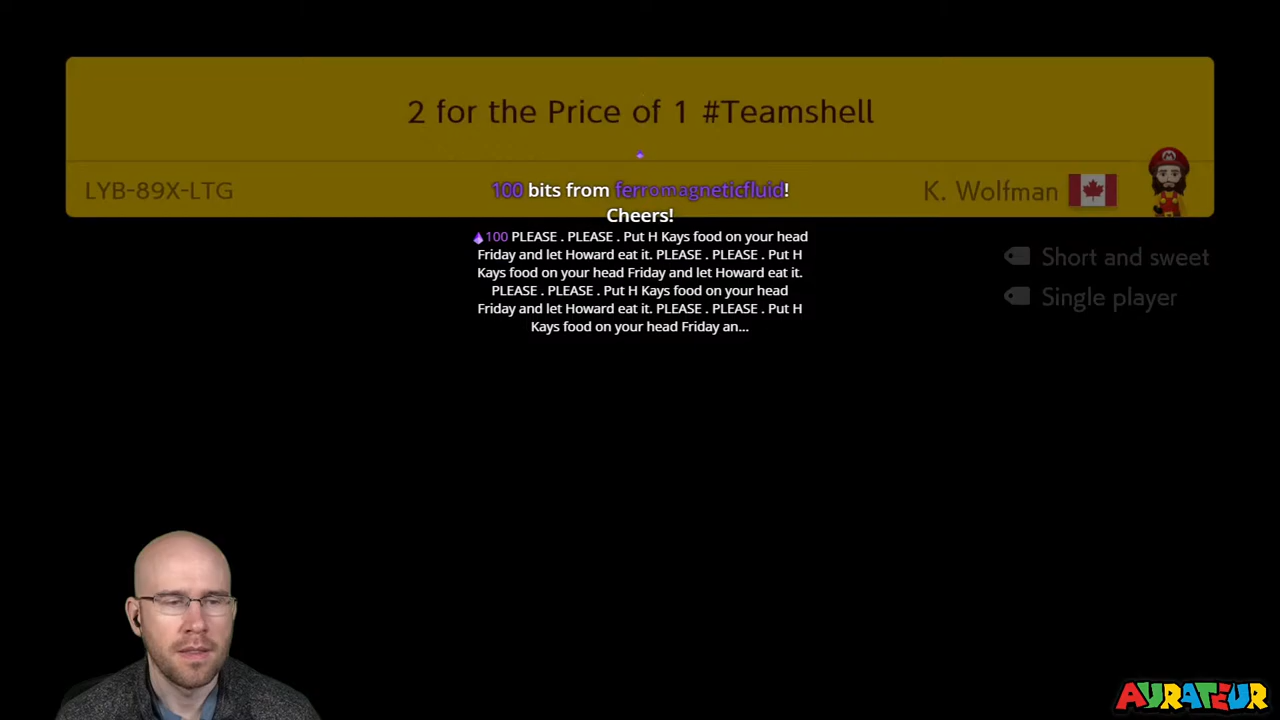 2 for the Price of 1 #Teamshell
LYB-89X-LTG
K. Wolfman
100 bits from ferromagneticfluid!
Cheers!
100 PLEASE . PLEASE . Put H Kays food on your head
Friday and let Howard eat it. PLEASE . PLEASE . Put H
Kays food on your head Friday and let Howard eat it.
PLEASE . PLEASE . Put H Kays food on your head
Friday and let Howard eat it. PLEASE . PLEASE . Put H
Kays food on your head Friday an...
Short and sweet
Single player
AURATEUR